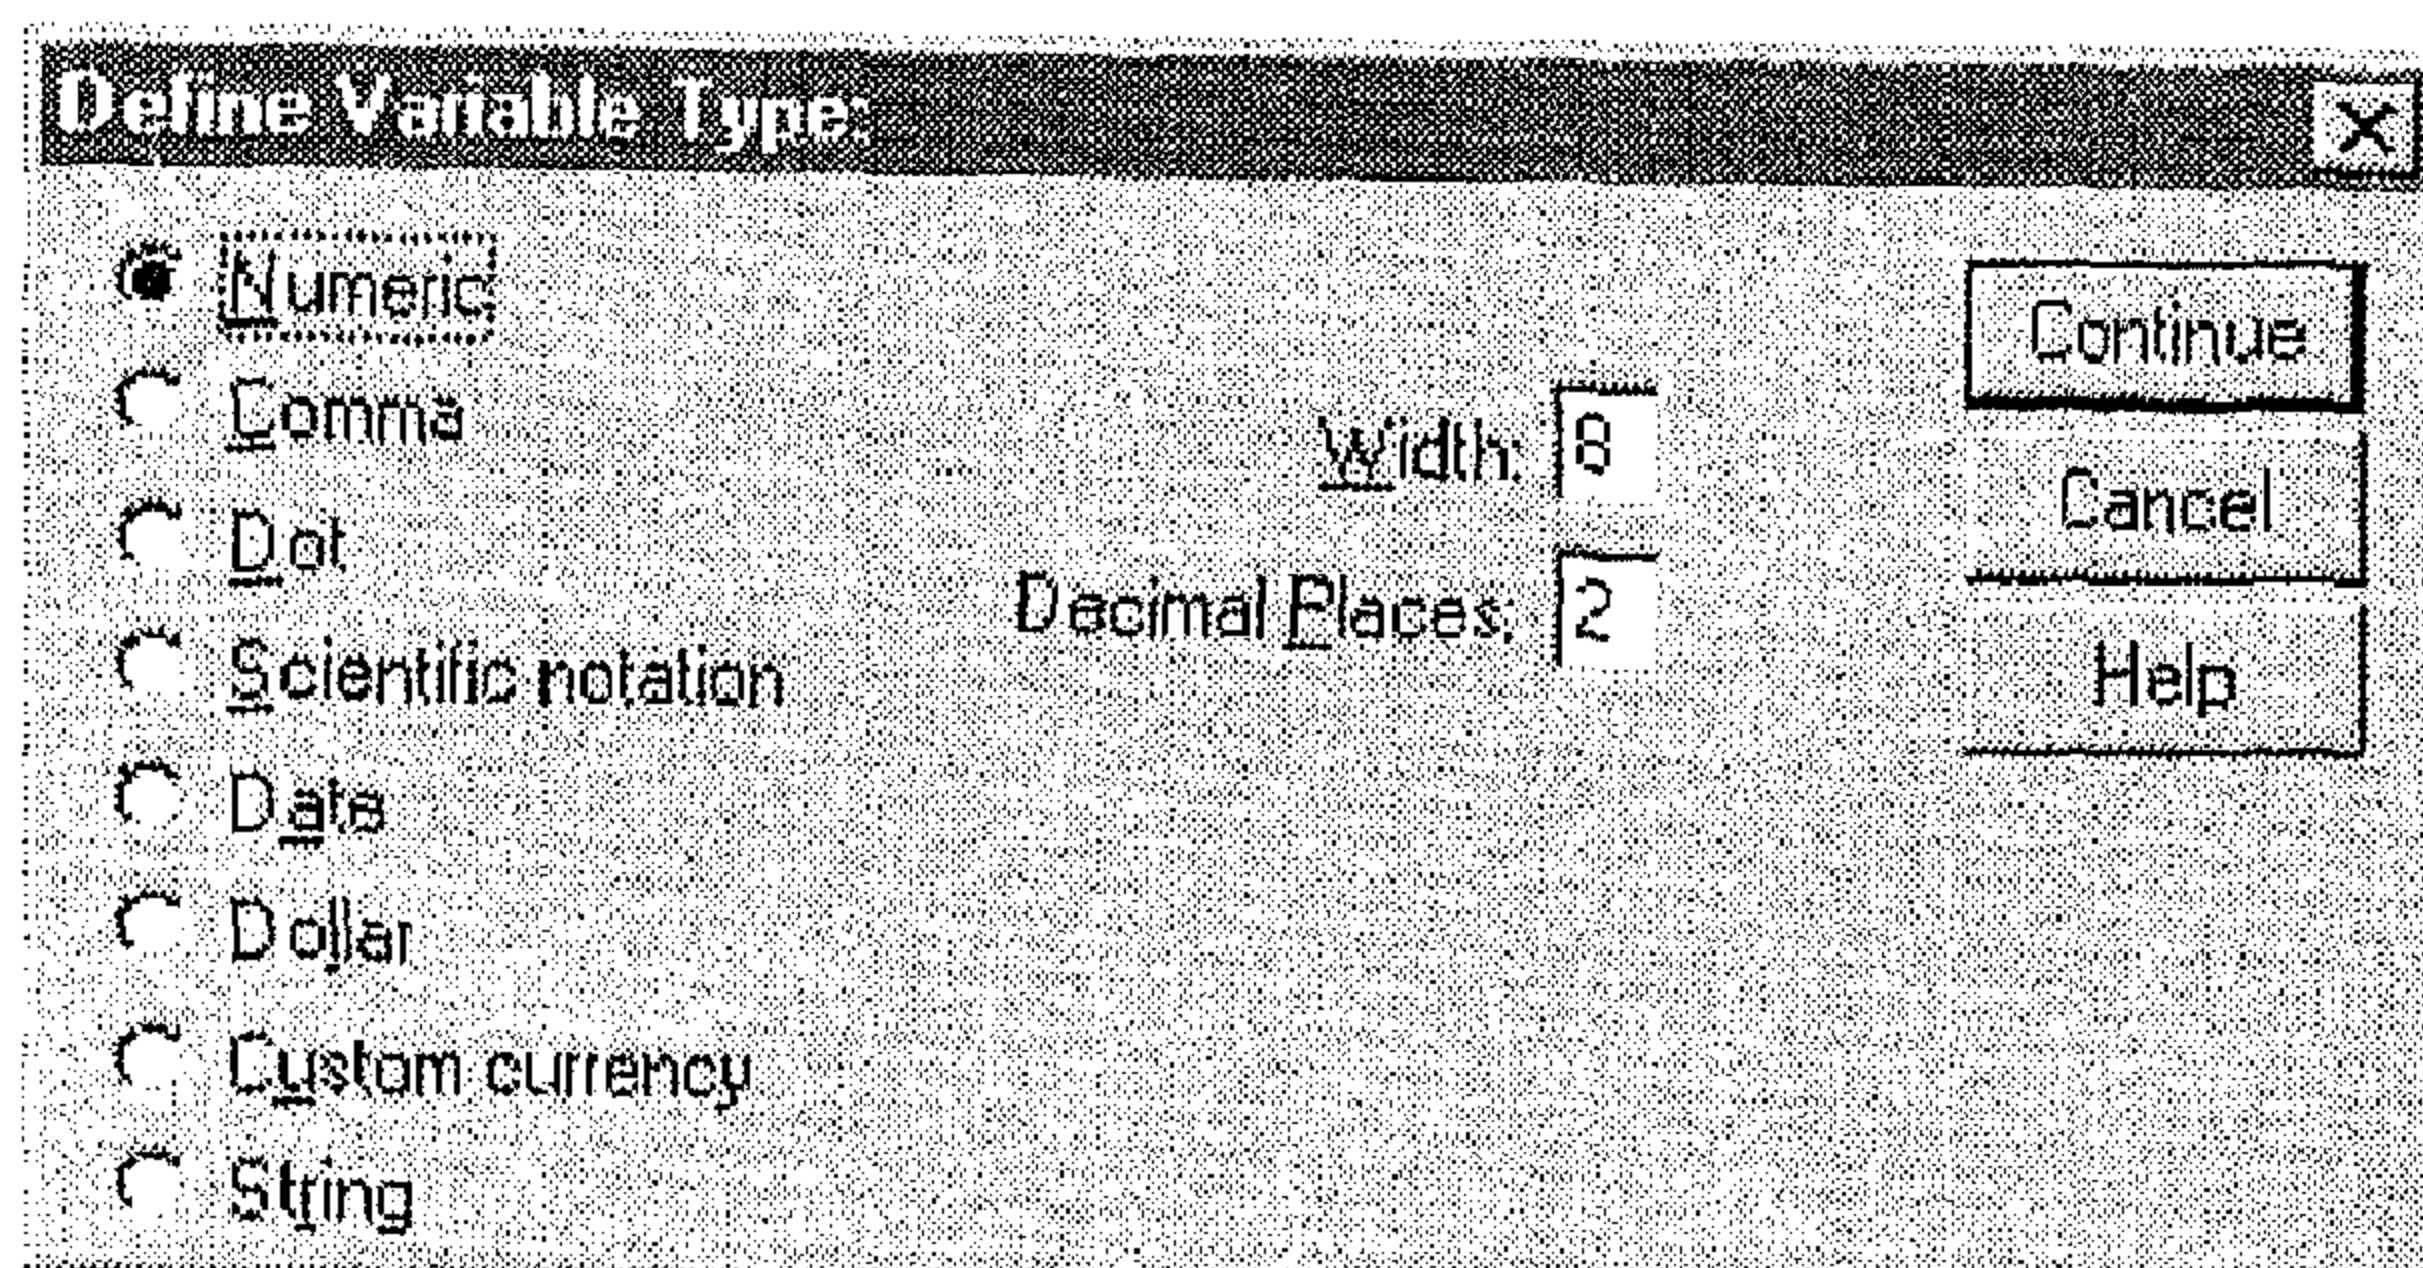 Define Variable Type:
Numeric
Comma
Dot
Scientific notation
Date
Dollar
Custom currency
String
Width: 8
Decimal Places: 2
Continue
Cancel
Help